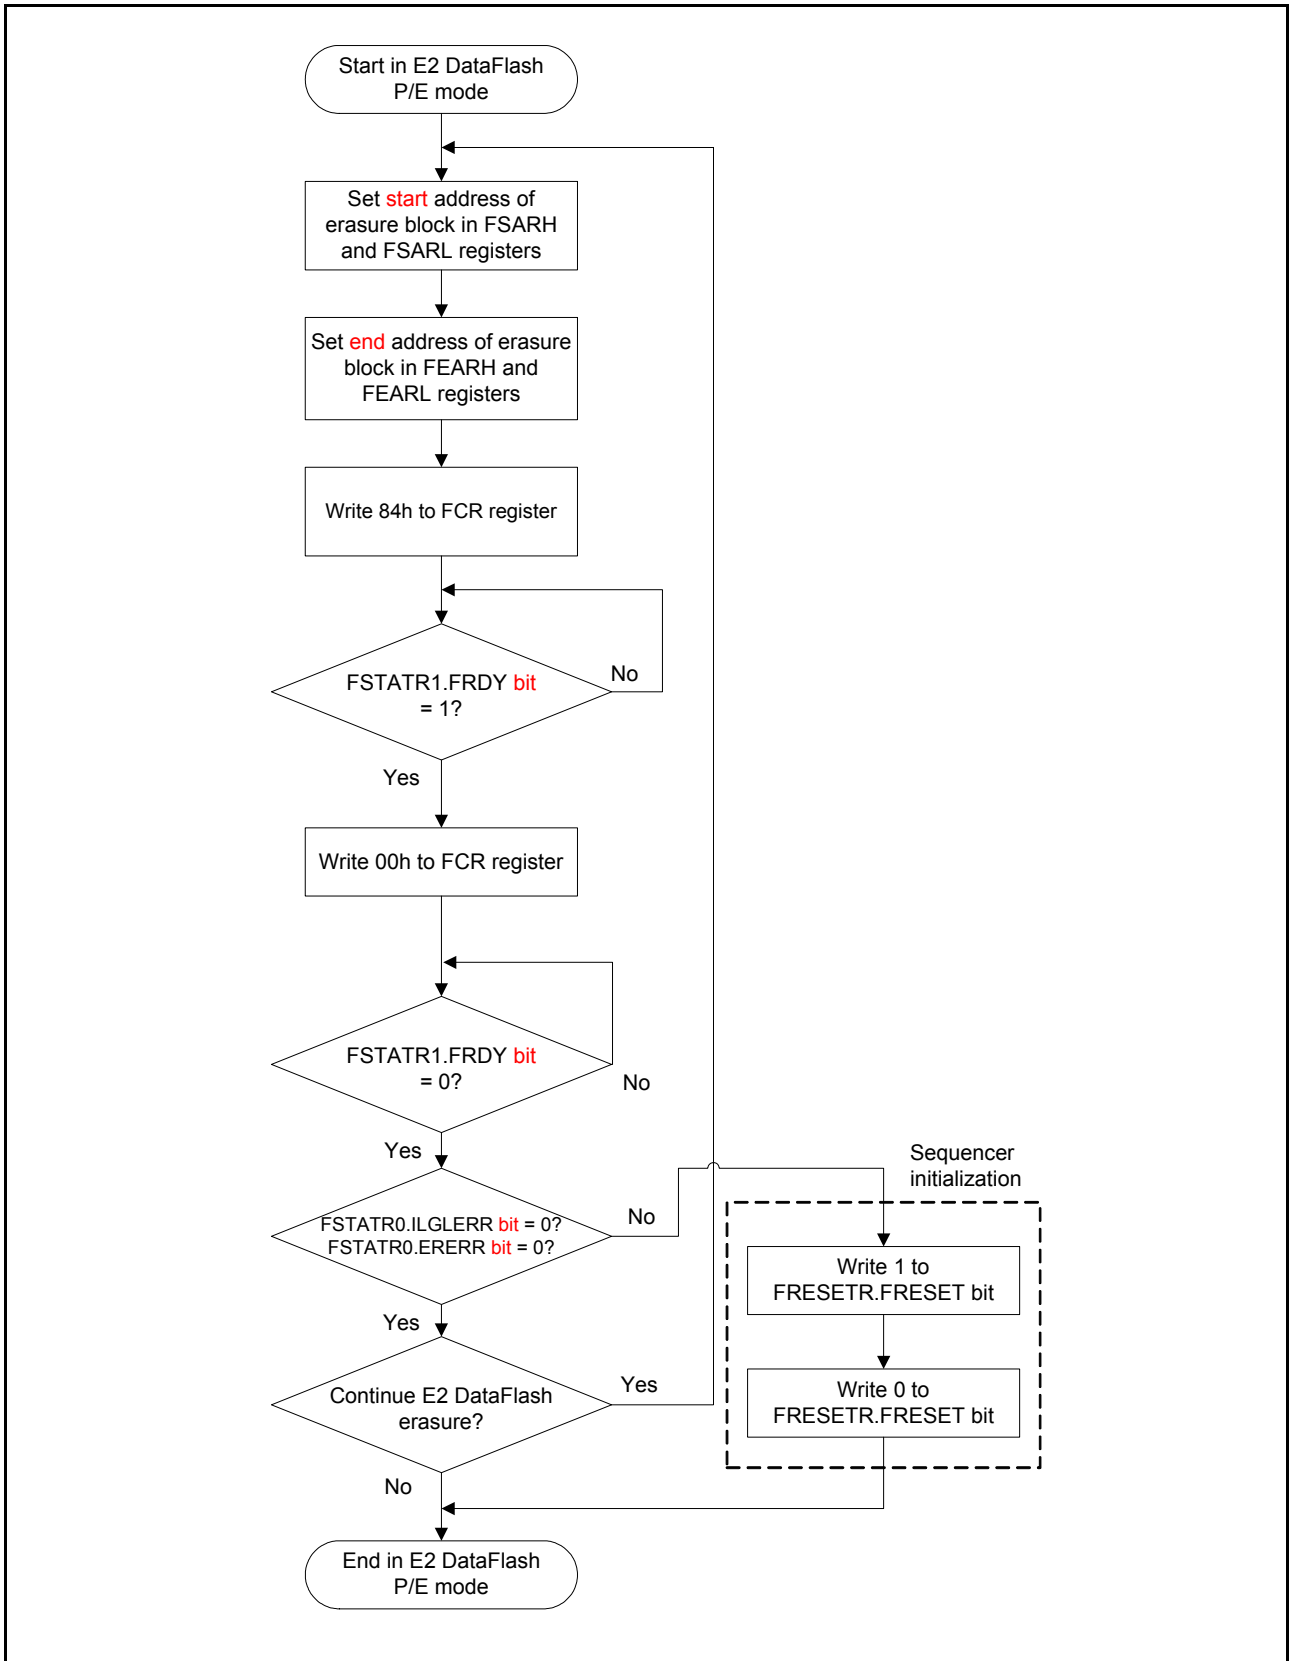 Start in E2 DataFlash
P/E mode
Set start address of
erasure block in FSARH
and FSARL registers
Set end address of erasure
block in FEARH and
FEARL registers
Write 84h to FCR register
FSTATR1.FRDY bit
= 1?
No
Yes
Write 00h to FCR register
FSTATR1.FRDY bit
= 0?
No
Yes
FSTATR0.ILGLERR bit = 0?
FSTATR0.ERERR bit = 0?
No
Sequencer
initialization
Write 1 to
FRESETR.FRESET bit
Write 0 to
FRESETR.FRESET bit
Yes
Continue E2 DataFlash
erasure?
Yes
No
End in E2 DataFlash
P/E mode